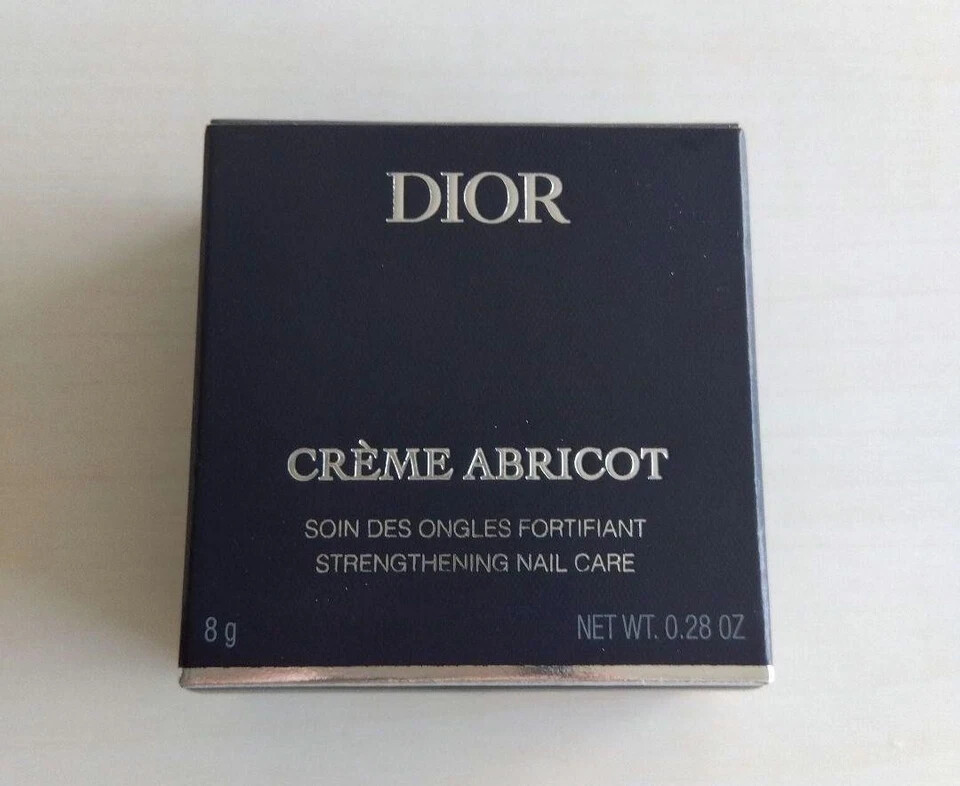 DIOR
CRÈME ABRICOT
SOIN DES ONGLES FORTIFIANT
STRENGTHENING NAIL CARE
8 g
NET WT. 0.28 OZ